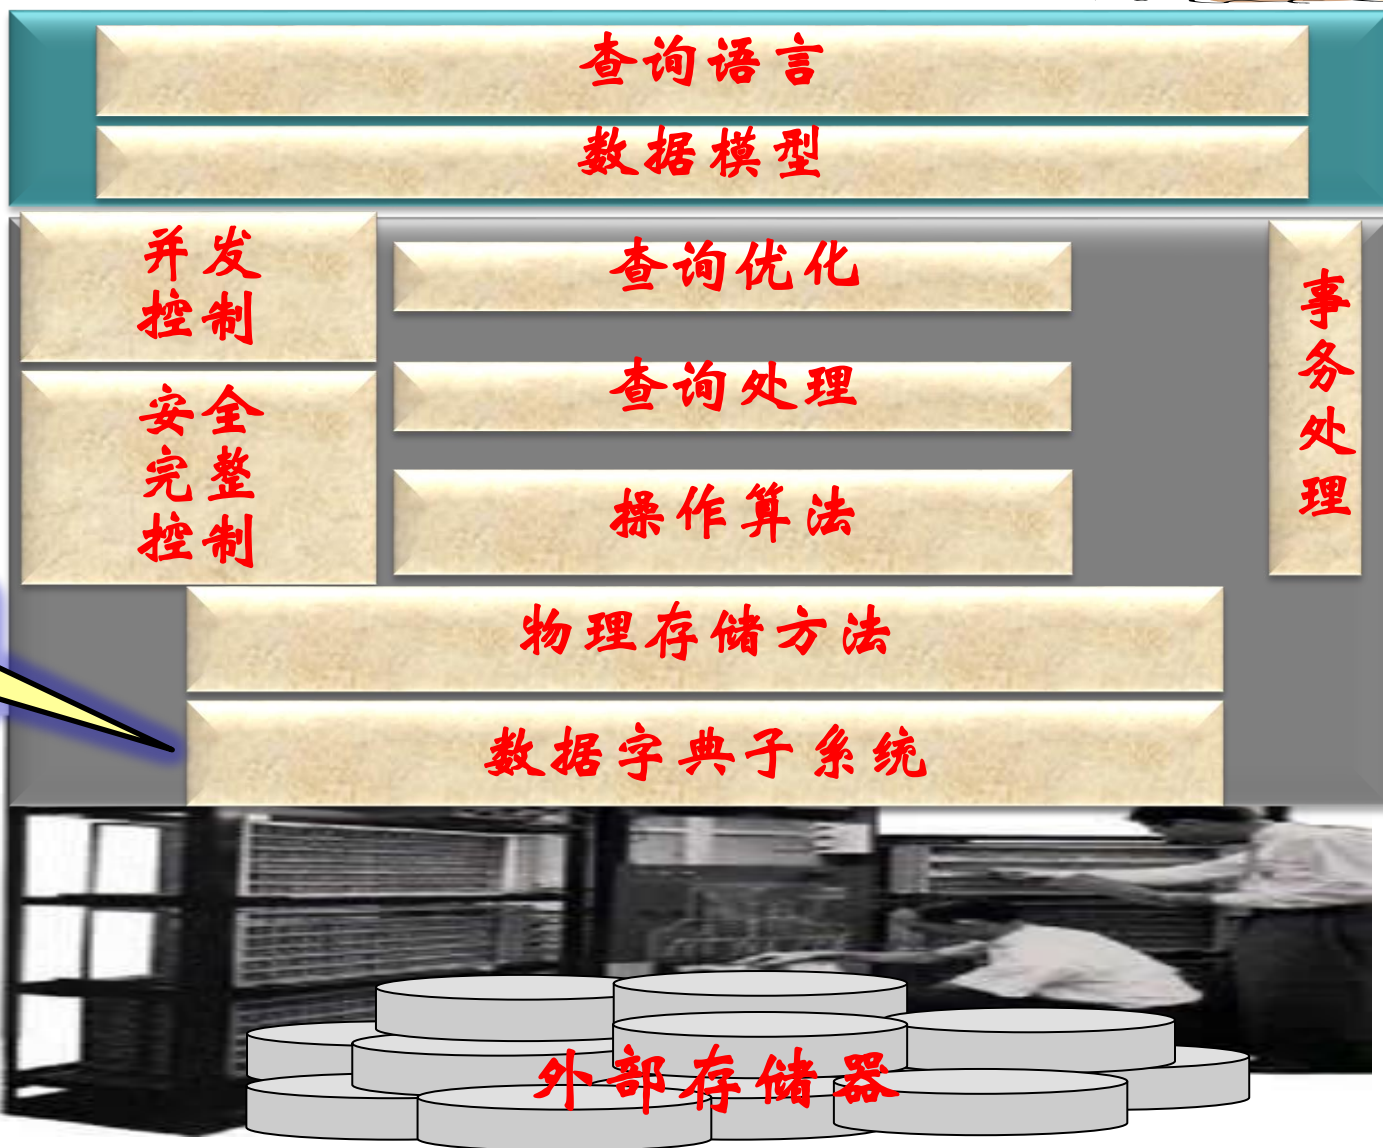 查询语言
数据模型
并发
控制
查询优化
事务处理
安全
完整
控制
查询处理
操作算法
物理存储方法
数据字典子系统
外部存储器